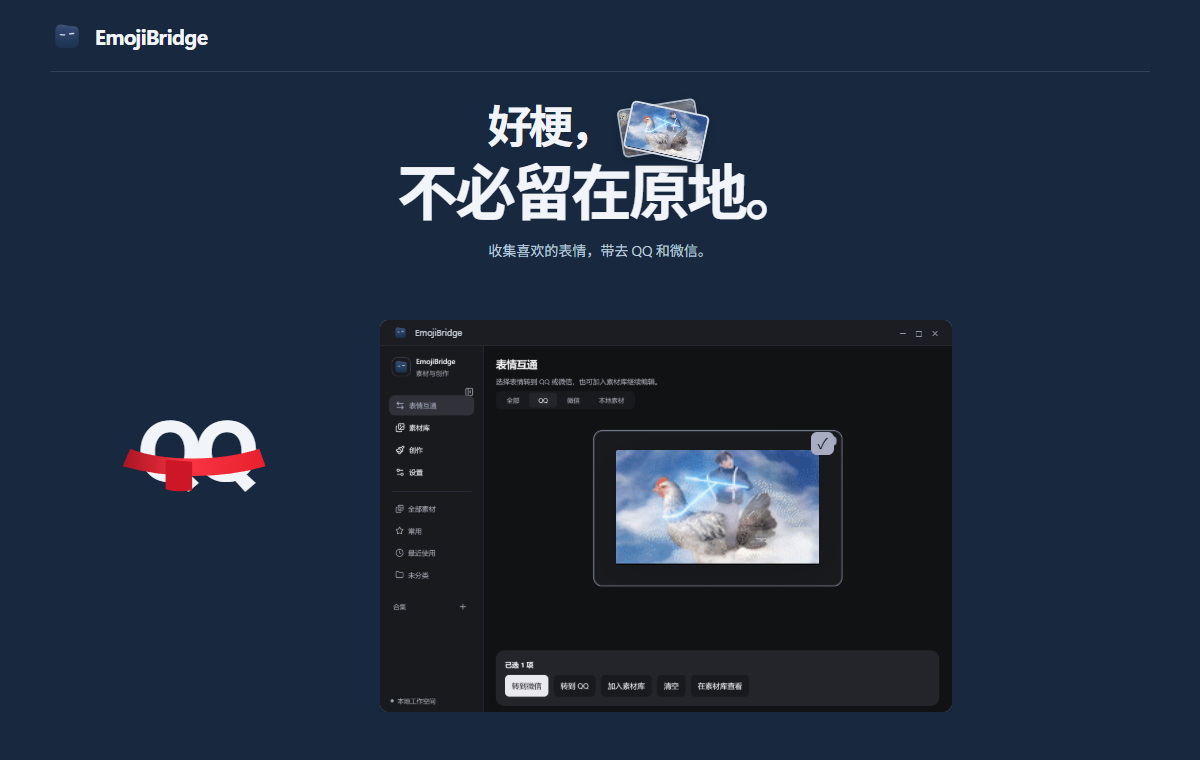 EmojiBridge
好梗，
不必留在原地。
收集喜欢的表情，带去 QQ 和微信。
QQ
EmojiBridge
EmojiBridge
素材与创作
表情互通
素材库
创作
设置
全部素材
常用
最近使用
未分类
合集
本地工作空间
表情互通
选择表情转到 QQ 或微信，也可加入素材库继续编辑。
全部 QQ 微信 本地素材
已选 1 项
转到微信 转到 QQ 加入素材库 清空 在素材库查看